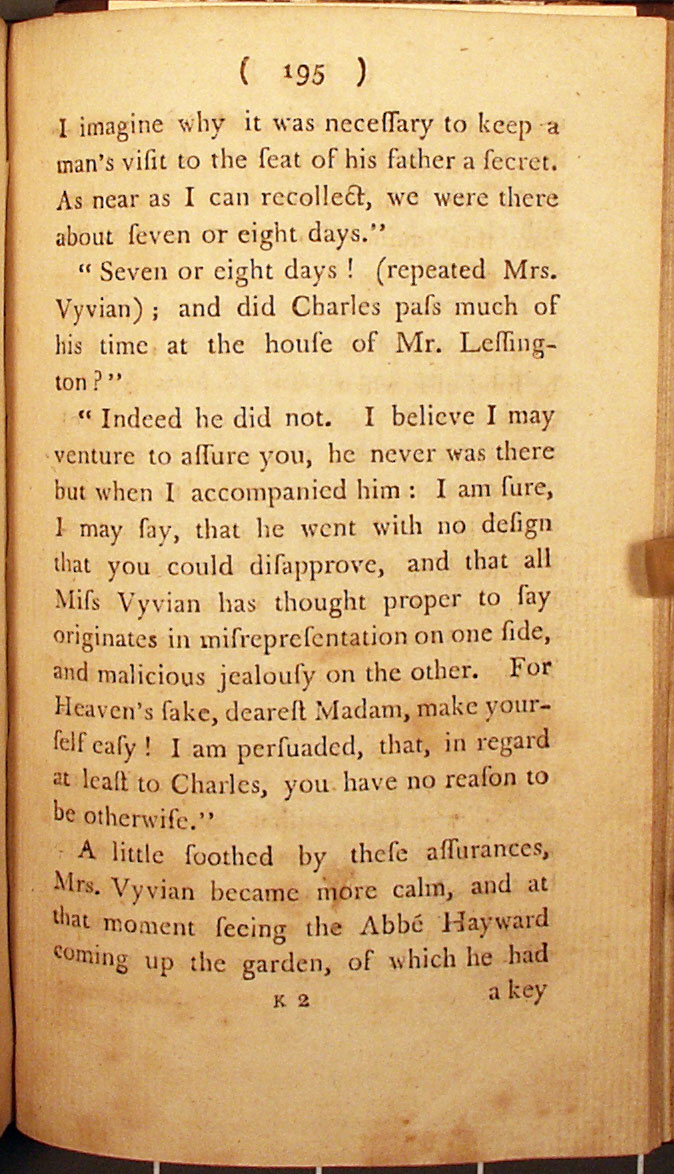 ( 195 )
I imagine why it was neceſſary to keep a
man's viſit to the ſeat of his father a ſecret.
As near as I can recollect, we were there
about ſeven or eight days."
" Seven or eight days ! (repeated Mrs.
Vyvian) ; and did Charles paſs much of
his time at the houſe of Mr. Leſſing-
ton ?"
" Indeed he did not. I believe I may
venture to aſſure you, he never was there
but when I accompanied him : I am ſure,
I may ſay, that he went with no deſign
that you could diſapprove, and that all
Miſs Vyvian has thought proper to ſay
originates in miſrepreſentation on one ſide,
and malicious jealouſy on the other. For
Heaven's ſake, deareſt Madam, make your-
ſelf eaſy ! I am perſuaded, that, in regard
at leaſt to Charles, you have no reaſon to
be otherwiſe."
A little ſoothed by theſe aſſurances,
Mrs. Vyvian became more calm, and at
that moment ſeeing the Abbé Hayward
coming up the garden, of which he had
K 2 a key